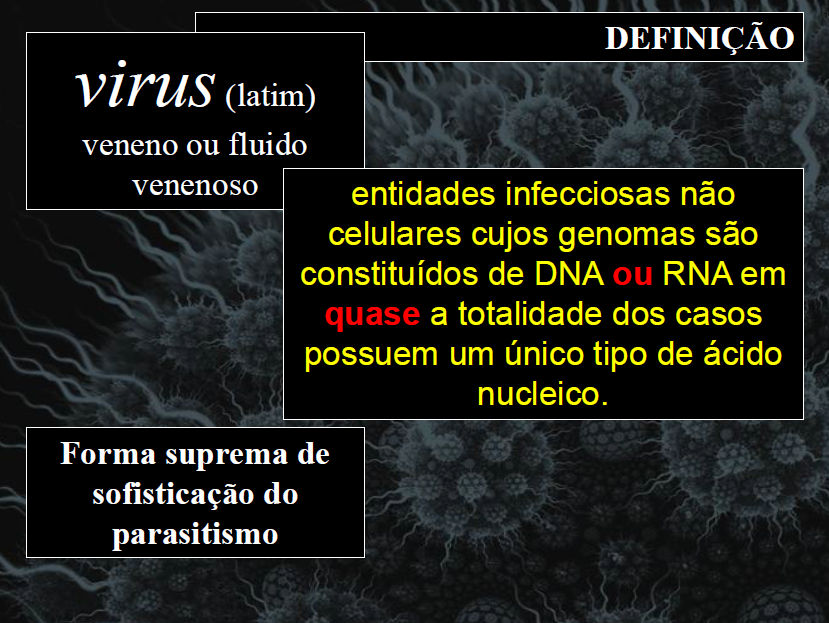 DEFINIÇÃO
virus (latim)
veneno ou fluido
venenoso
entidades infecciosas não
celulares cujos genomas são
constituídos de DNA ou RNA em
quase a totalidade dos casos
possuem um único tipo de ácido
nucleico.
Forma suprema de
sofisticação do
parasitismo